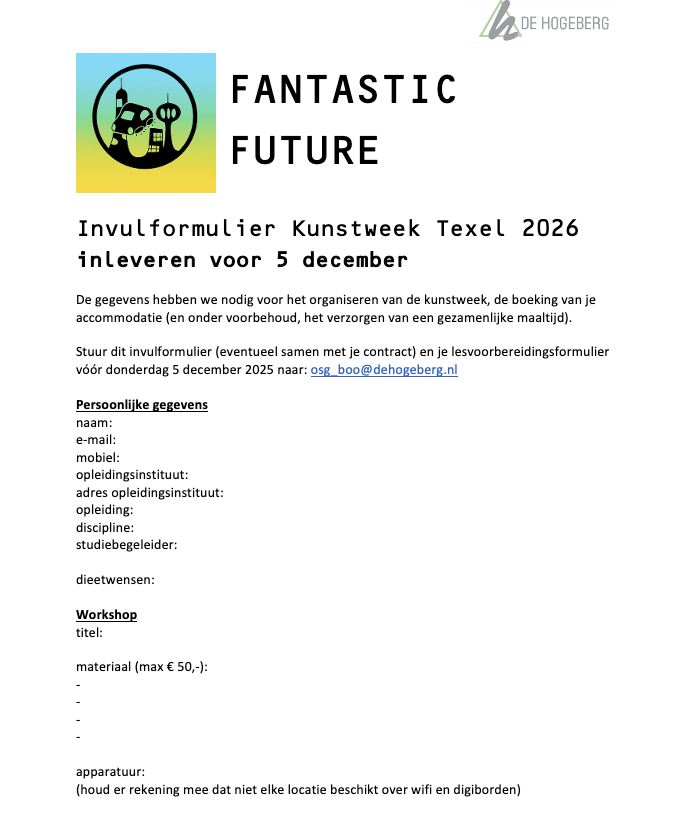 DE HOGEBERG
FANTASTIC
FUTURE
Invulformulier Kunstweek Texel 2026
inleveren voor 5 december
De gegevens hebben we nodig voor het organiseren van de kunstweek, de boeking van je
accommodatie (en onder voorbehoud, het verzorgen van een gezamenlijke maaltijd).
Stuur dit invulformulier (eventueel samen met je contract) en je lesvoorbereidingsformulier
vóór donderdag 5 december 2025 naar: osg_boo@dehogeberg.nl
Persoonlijke gegevens
naam:
e-mail:
mobiel:
opleidingsinstituut:
adres opleidingsinstituut:
opleiding:
discipline:
studiebegeleider:
dieetwensen:
Workshop
titel:
materiaal (max € 50,-):
-
-
-
-
apparatuur:
(houd er rekening mee dat niet elke locatie beschikt over wifi en digiborden)